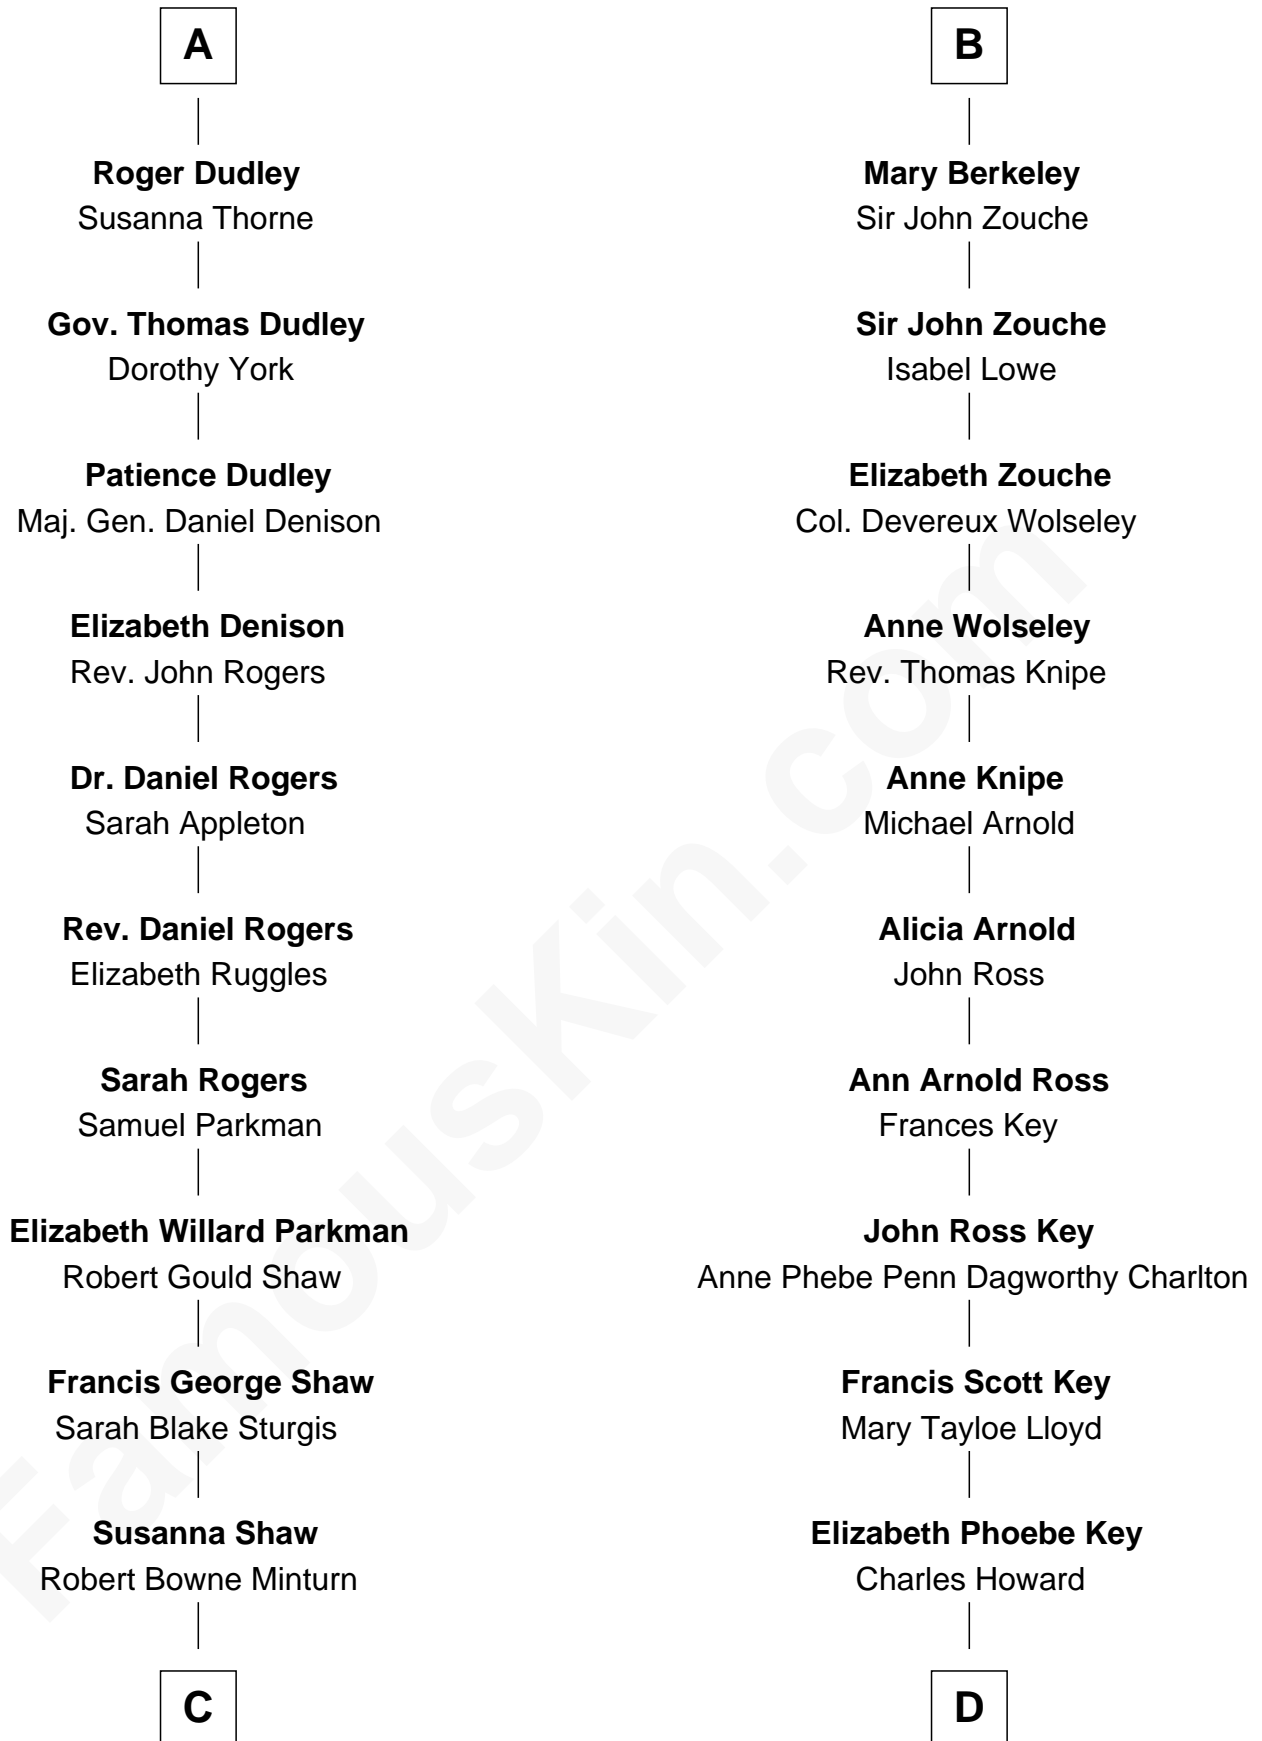 A
Roger Dudley
Susanna Thorne
Gov. Thomas Dudley
Dorothy York
Patience Dudley
Maj. Gen. Daniel Denison
Elizabeth Denison
Rev. John Rogers
Dr. Daniel Rogers
Sarah Appleton
Rev. Daniel Rogers
Elizabeth Ruggles
Sarah Rogers
Samuel Parkman
Elizabeth Willard Parkman
Robert Gould Shaw
Francis George Shaw
Sarah Blake Sturgis
Susanna Shaw
Robert Bowne Minturn
C
B
Mary Berkeley
Sir John Zouche
Sir John Zouche
Isabel Lowe
Elizabeth Zouche
Col. Devereux Wolseley
Anne Wolseley
Rev. Thomas Knipe
Anne Knipe
Michael Arnold
Alicia Arnold
John Ross
Ann Arnold Ross
Frances Key
John Ross Key
Anne Phebe Penn Dagworthy Charlton
Francis Scott Key
Mary Tayloe Lloyd
Elizabeth Phoebe Key
Charles Howard
D
FamousKin.com